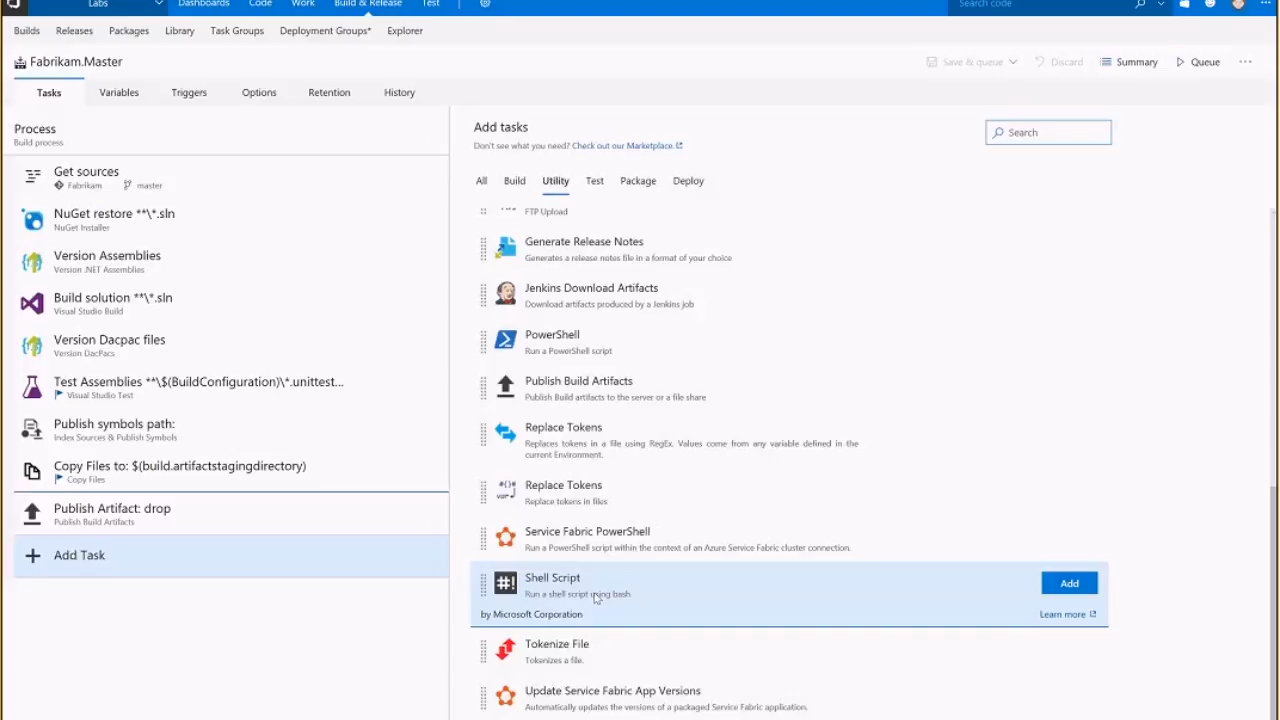 Labs Dashboards Code Work Build & Release Test Search code
Builds Releases Packages Library Task Groups Deployment Groups* Explorer
Fabrikam.Master Save & queue Discard Summary Queue ...
Tasks Variables Triggers Options Retention History
Process
Build process
Get sources
Fabrikam master
NuGet restore **\*.sln
NuGet Installer
Version Assemblies
Version .NET Assemblies
Build solution **\*.sln
Visual Studio Build
Version Dacpac files
Version DacPacs
Test Assemblies **\$(BuildConfiguration)\*.unittest...
Visual Studio Test
Publish symbols path:
Index Sources & Publish Symbols
Copy Files to: $(build.artifactstagingdirectory)
Copy Files
Publish Artifact: drop
Publish Build Artifacts
+ Add Task
Add tasks
Search
Don't see what you need? Check out our Marketplace.
All Build Utility Test Package Deploy
FTP Upload
Generate Release Notes
Generates a release notes file in a format of your choice
Jenkins Download Artifacts
Download artifacts produced by a Jenkins job
PowerShell
Run a PowerShell script
Publish Build Artifacts
Publish Build artifacts to the server or a file share
Replace Tokens
Replaces tokens in a file using RegEx. Values come from any variable defined in the
current Environment.
Replace Tokens
Replace tokens in files
Service Fabric PowerShell
Run a PowerShell script within the context of an Azure Service Fabric cluster connection.
#! Shell Script
Run a shell script using bash
Add
by Microsoft Corporation Learn more
Tokenize File
Tokenizes a file.
Update Service Fabric App Versions
Automatically updates the versions of a packaged Service Fabric application.